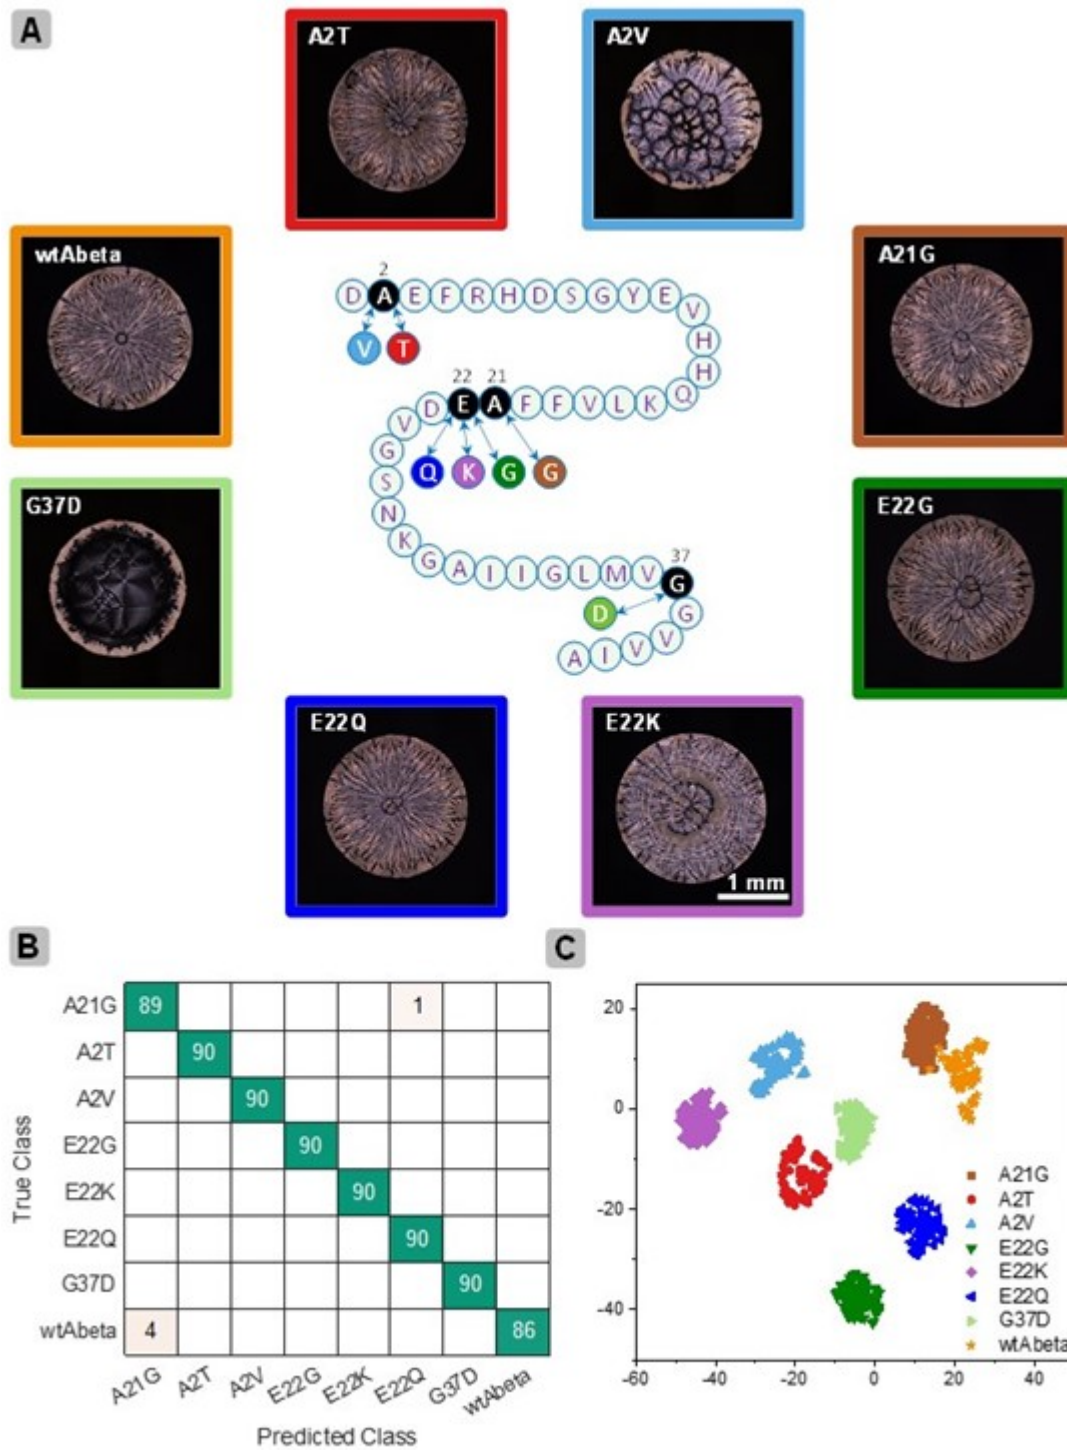 A
A2T
A2V
wtAbeta
A21G
2
D A E F R H D S G Y E V H H Q K L V F F A E D V G S N K G A I I G L M V G G V V I A
V T
22 21
Q K G G
37
D
G37D
E22G
E22Q
E22K
1 mm
B
True Class
A21G 89 1
A2T 90
A2V 90
E22G 90
E22K 90
E22Q 90
G37D 90
wtAbeta 4 86
A21G A2T A2V E22G E22K E22Q G37D wtAbeta
Predicted Class
C
20
0
-20
-40
-60 -40 -20 0 20 40
A21G
A2T
A2V
E22G
E22K
E22Q
G37D
wtAbeta